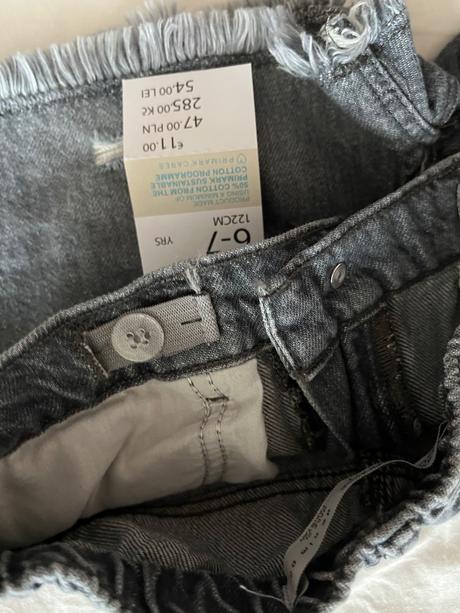 6-7 YRS
122CM
PRODUCT MADE
USING A MINIMUM OF
50% COTTON FROM THE
PRIMARK SUSTAINABLE
COTTON PROGRAMME
PRIMARK CARES
€11.00
47.00 PLN
285.00 Kč
54.00 LEI